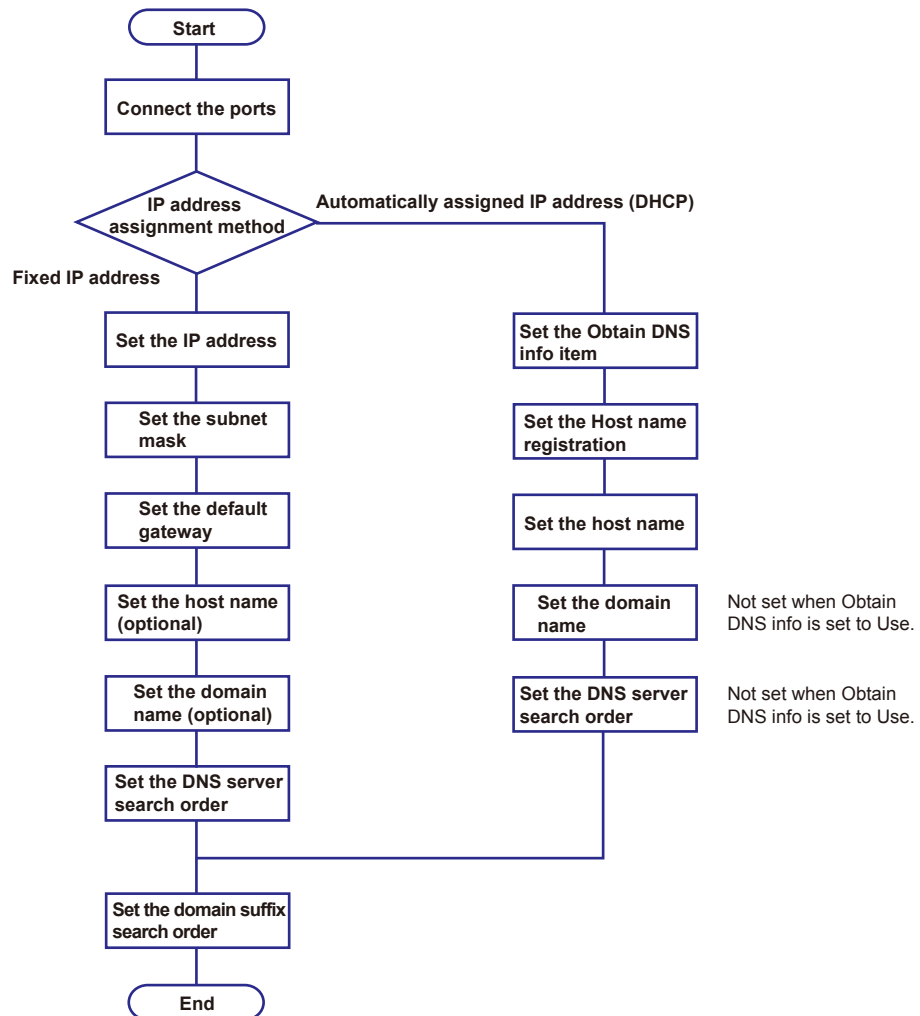 Start
Connect the ports
IP address
assignment method
Automatically assigned IP address (DHCP)
Fixed IP address
Set the IP address
Set the subnet
mask
Set the default
gateway
Set the host name
(optional)
Set the domain
name (optional)
Set the DNS server
search order
Set the Obtain DNS
info item
Set the Host name
registration
Set the host name
Set the domain
name
Not set when Obtain
DNS info is set to Use.
Set the DNS server
search order
Not set when Obtain
DNS info is set to Use.
Set the domain suffix
search order
End